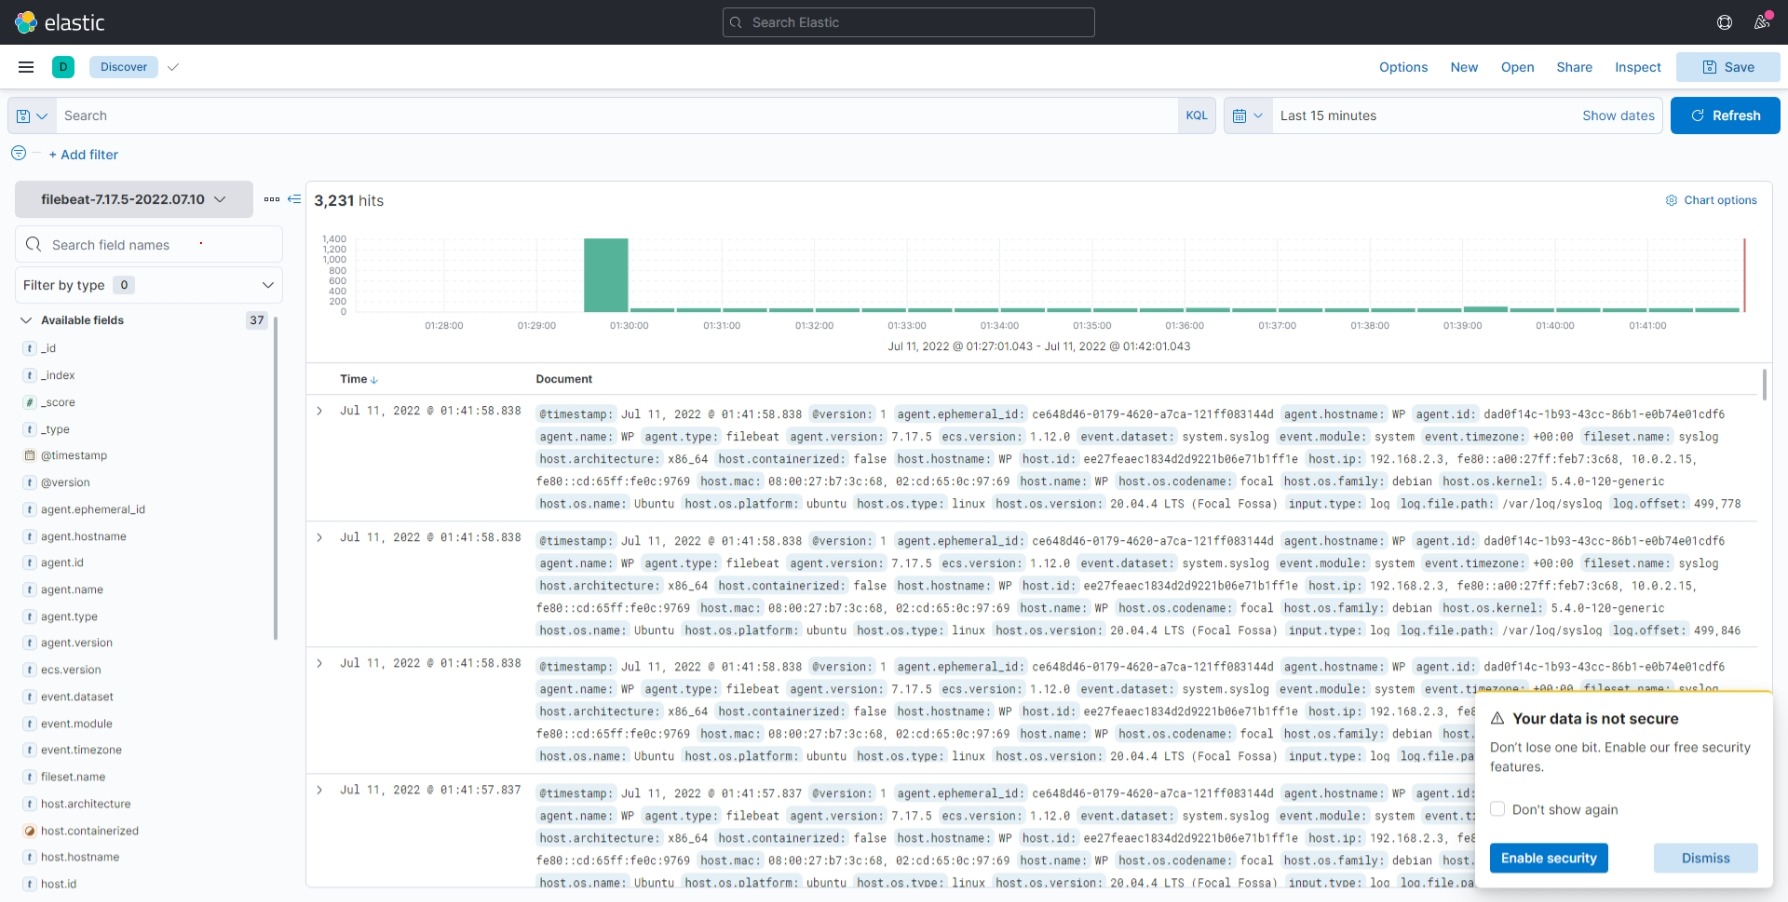 elastic
Search Elastic
D
Discover
Options New Open Share Inspect Save
Search
KQL
Last 15 minutes
Show dates
Refresh
+ Add filter
filebeat-7.17.5-2022.07.10
Search field names
Filter by type 0
Available fields 37
t _id
t _index
# _score
t _type
@timestamp
t @version
t agent.ephemeral_id
t agent.hostname
t agent.id
t agent.name
t agent.type
t agent.version
t ecs.version
t event.dataset
t event.module
t event.timezone
t fileset.name
t host.architecture
host.containerized
t host.hostname
t host.id
3,231 hits
Chart options
1,400
1,200
1,000
800
600
400
200
0
01:28:00 01:29:00 01:30:00 01:31:00 01:32:00 01:33:00 01:34:00 01:35:00 01:36:00 01:37:00 01:38:00 01:39:00 01:40:00 01:41:00
Jul 11, 2022 @ 01:27:01.043 - Jul 11, 2022 @ 01:42:01.043
Time Document
Jul 11, 2022 @ 01:41:58.838 @timestamp: Jul 11, 2022 @ 01:41:58.838 @version: 1 agent.ephemeral_id: ce648d46-0179-4620-a7ca-121ff083144d agent.hostname: WP agent.id: dad0f14c-1b93-43cc-86b1-e0b74e01cdf6
agent.name: WP agent.type: filebeat agent.version: 7.17.5 ecs.version: 1.12.0 event.dataset: system.syslog event.module: system event.timezone: +00:00 fileset.name: syslog
host.architecture: x86_64 host.containerized: false host.hostname: WP host.id: ee27feaec1834d2d9221b06e71b1ff1e host.ip: 192.168.2.3, fe80::a00:27ff:feb7:3c68, 10.0.2.15,
fe80::cd:65ff:fe0c:9769 host.mac: 08:00:27:b7:3c:68, 02:cd:65:0c:97:69 host.name: WP host.os.codename: focal host.os.family: debian host.os.kernel: 5.4.0-120-generic
host.os.name: Ubuntu host.os.platform: ubuntu host.os.type: linux host.os.version: 20.04.4 LTS (Focal Fossa) input.type: log log.file.path: /var/log/syslog log.offset: 499,778
Jul 11, 2022 @ 01:41:58.838 @timestamp: Jul 11, 2022 @ 01:41:58.838 @version: 1 agent.ephemeral_id: ce648d46-0179-4620-a7ca-121ff083144d agent.hostname: WP agent.id: dad0f14c-1b93-43cc-86b1-e0b74e01cdf6
agent.name: WP agent.type: filebeat agent.version: 7.17.5 ecs.version: 1.12.0 event.dataset: system.syslog event.module: system event.timezone: +00:00 fileset.name: syslog
host.architecture: x86_64 host.containerized: false host.hostname: WP host.id: ee27feaec1834d2d9221b06e71b1ff1e host.ip: 192.168.2.3, fe80::a00:27ff:feb7:3c68, 10.0.2.15,
fe80::cd:65ff:fe0c:9769 host.mac: 08:00:27:b7:3c:68, 02:cd:65:0c:97:69 host.name: WP host.os.codename: focal host.os.family: debian host.os.kernel: 5.4.0-120-generic
host.os.name: Ubuntu host.os.platform: ubuntu host.os.type: linux host.os.version: 20.04.4 LTS (Focal Fossa) input.type: log log.file.path: /var/log/syslog log.offset: 499,846
Jul 11, 2022 @ 01:41:58.838 @timestamp: Jul 11, 2022 @ 01:41:58.838 @version: 1 agent.ephemeral_id: ce648d46-0179-4620-a7ca-121ff083144d agent.hostname: WP agent.id: dad0f14c-1b93-43cc-86b1-e0b74e01cdf6
agent.name: WP agent.type: filebeat agent.version: 7.17.5 ecs.version: 1.12.0 event.dataset: system.syslog event.module: system event.timezone: +00:00 fileset.name: syslog
host.architecture: x86_64 host.containerized: false host.hostname: WP host.id: ee27feaec1834d2d9221b06e71b1ff1e host.ip: 192.168.2.3, fe8
fe80::cd:65ff:fe0c:9769 host.mac: 08:00:27:b7:3c:68, 02:cd:65:0c:97:69 host.name: WP host.os.codename: focal host.os.family: debian host.
host.os.name: Ubuntu host.os.platform: ubuntu host.os.type: linux host.os.version: 20.04.4 LTS (Focal Fossa) input.type: log log.file.pa
Jul 11, 2022 @ 01:41:57.837 @timestamp: Jul 11, 2022 @ 01:41:57.837 @version: 1 agent.ephemeral_id: ce648d46-0179-4620-a7ca-121ff083144d agent.hostname: WP agent.id:
agent.name: WP agent.type: filebeat agent.version: 7.17.5 ecs.version: 1.12.0 event.dataset: system.syslog event.module: system event.ti
host.architecture: x86_64 host.containerized: false host.hostname: WP host.id: ee27feaec1834d2d9221b06e71b1ff1e host.ip: 192.168.2.3, fe8
fe80::cd:65ff:fe0c:9769 host.mac: 08:00:27:b7:3c:68, 02:cd:65:0c:97:69 host.name: WP host.os.codename: focal host.os.family: debian host.
host.os.name: Ubuntu host.os.platform: ubuntu host.os.type: linux host.os.version: 20.04.4 LTS (Focal Fossa) input.type: log log.file.pa
Your data is not secure
Don’t lose one bit. Enable our free security
features.
Don't show again
Enable security
Dismiss